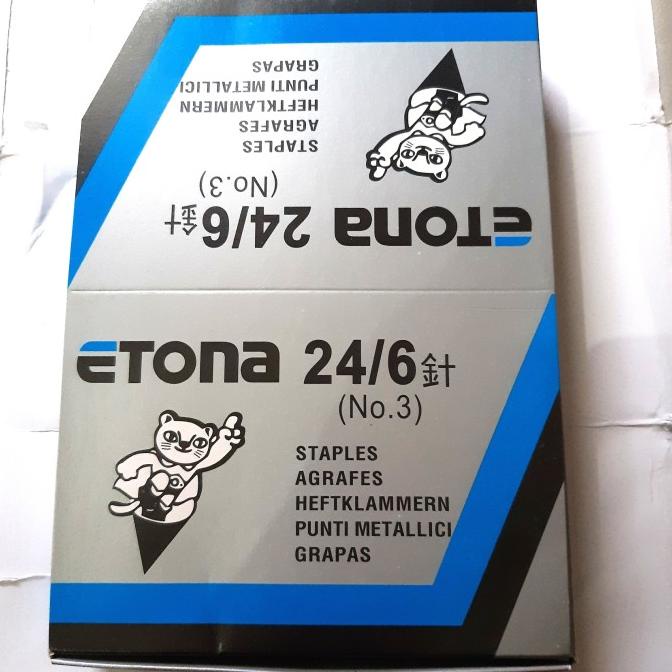 GRAPAS
PUNTI METALLICI
HEFTKLAMMERN
AGRAFES
STAPLES
(No.3)
ETONA 24/6針
ETONA 24/6針
(No.3)
STAPLES
AGRAFES
HEFTKLAMMERN
PUNTI METALLICI
GRAPAS